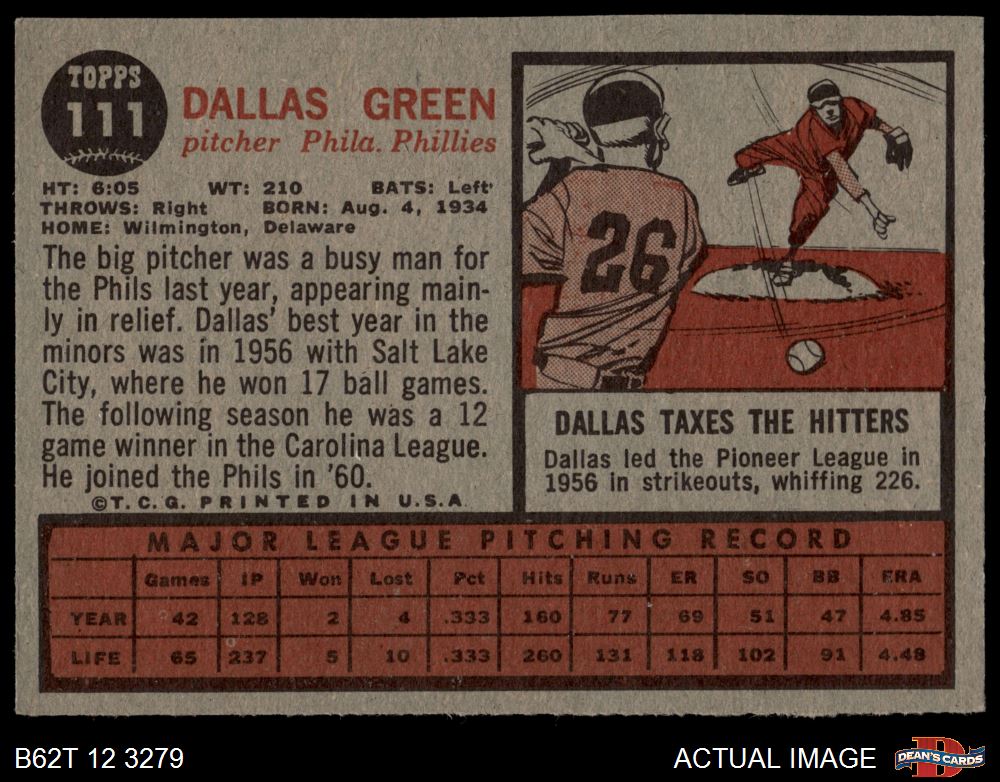 TOPPS
111
DALLAS GREEN
pitcher Phila. Phillies
HT: 6:05 WT: 210 BATS: Left
THROWS: Right BORN: Aug. 4, 1934
HOME: Wilmington, Delaware
The big pitcher was a busy man for
the Phils last year, appearing main-
ly in relief. Dallas' best year in the
minors was in 1956 with Salt Lake
City, where he won 17 ball games.
The following season he was a 12
game winner in the Carolina League.
He joined the Phils in '60.
©T.C.G. PRINTED IN U.S.A.
26
DALLAS TAXES THE HITTERS
Dallas led the Pioneer League in
1956 in strikeouts, whiffing 226.
MAJOR LEAGUE PITCHING RECORD
Games IP Won Lost Pct Hits Runs ER SO BB ERA
YEAR 42 128 2 4 .333 160 77 69 51 47 4.85
LIFE 65 237 5 10 .333 260 131 118 102 91 4.48
B62T 12 3279
ACTUAL IMAGE
D
DEAN'S CARDS